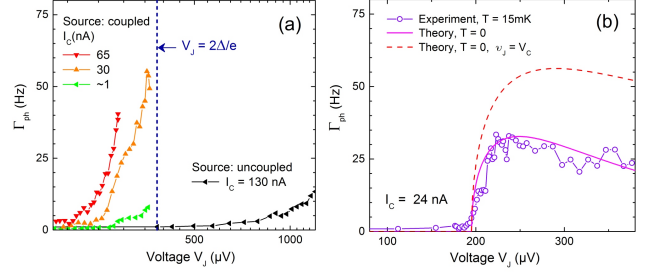 Source: coupled
I_C(nA)
65
30
~1
(a)
V_J = 2Δ/e
Source: uncoupled
I_C = 130 nA
Γ_ph (Hz)
75
50
25
0
500
1000
Voltage V_J (μV)
(b)
Experiment, T = 15mK
Theory, T = 0
Theory, T = 0, υ_J = V_C
I_C = 24 nA
Γ_ph (Hz)
75
50
25
0
100
200
300
Voltage V_J (μV)